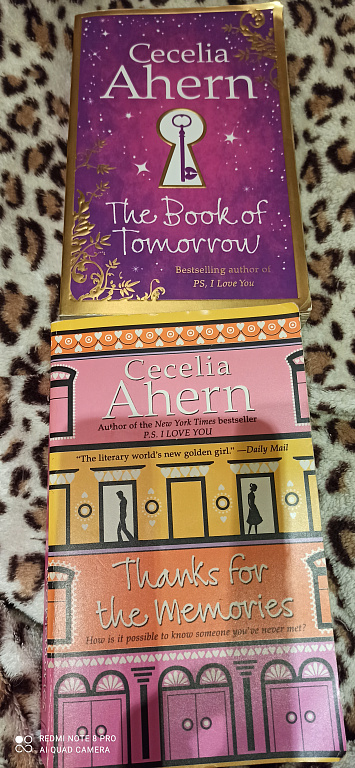 Cecelia
Ahern
The Book of
Tomorrow
Bestselling author of
PS, I Love You
Cecelia
Ahern
Author of the New York Times bestseller
P.S. I LOVE YOU
"The literary world's new golden girl." —Daily Mail
Thanks for
the Memories
How is it possible to know someone you've never met?
REDMI NOTE 8 PRO
AI QUAD CAMERA